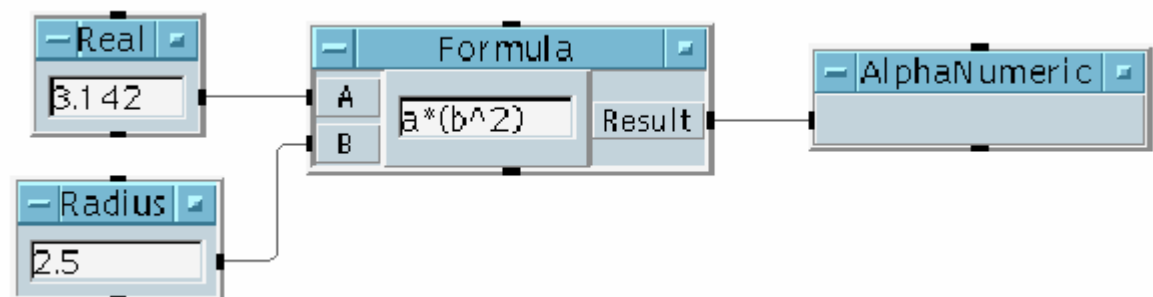 Real
3.142
Formula
A
B
a*(b^2)
Result
AlphaNumeric
Radius
2.5